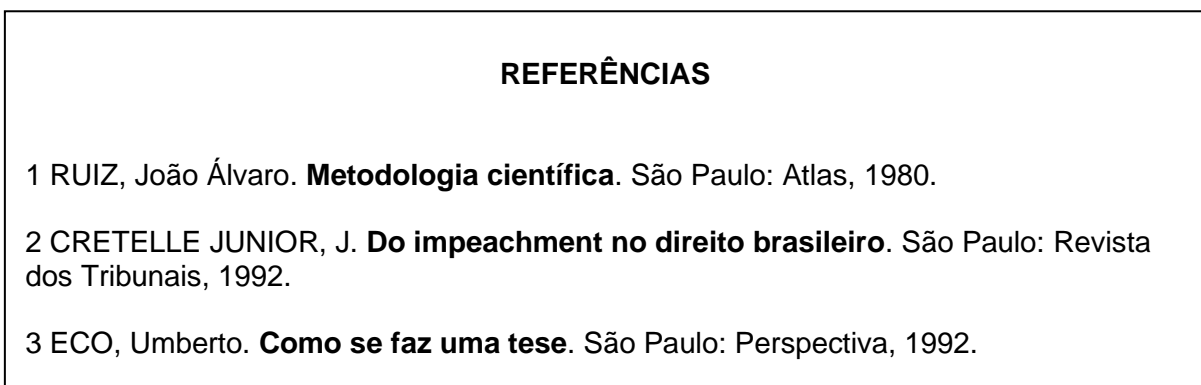 REFERÊNCIAS
1 RUIZ, João Álvaro. Metodologia científica. São Paulo: Atlas, 1980.
2 CRETELLE JUNIOR, J. Do impeachment no direito brasileiro. São Paulo: Revista
dos Tribunais, 1992.
3 ECO, Umberto. Como se faz uma tese. São Paulo: Perspectiva, 1992.